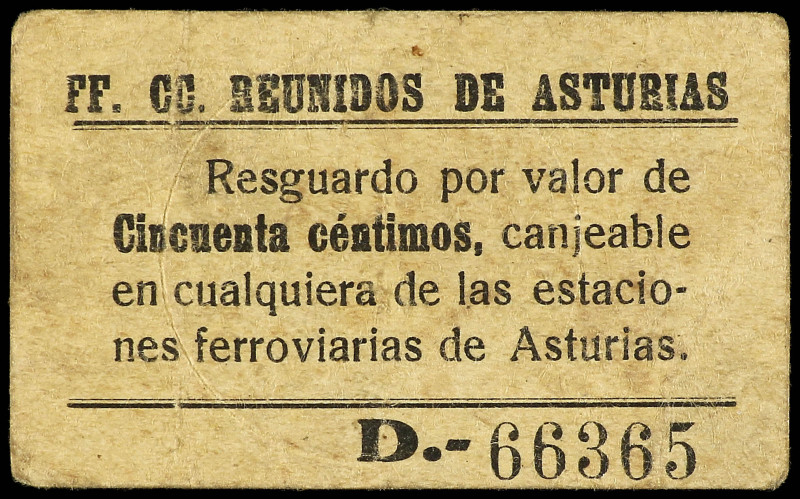 FF. CC. REUNIDOS DE ASTURIAS
Resguardo por valor de
Cincuenta céntimos, canjeable
en cualquiera de las estacio-
nes ferroviarias de Asturias.
D.- 66365